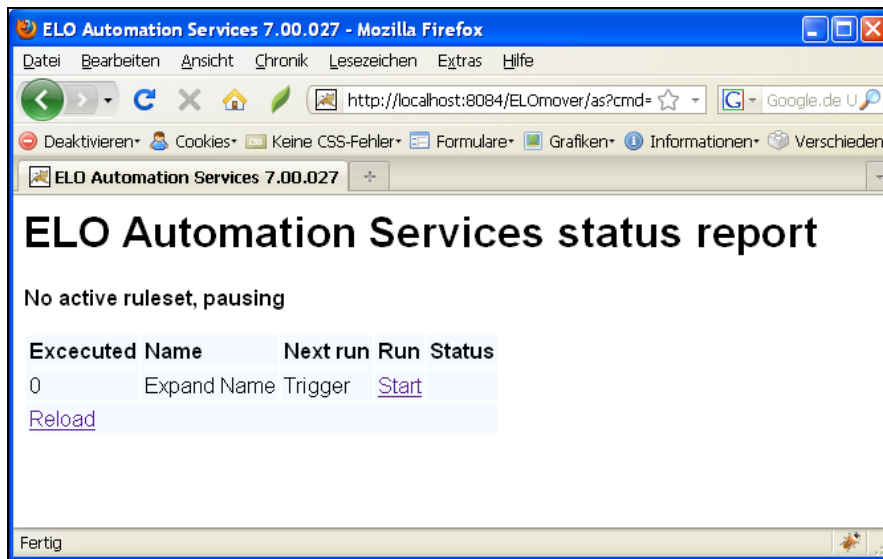 ELO Automation Services 7.00.027 - Mozilla Firefox
Datei Bearbeiten Ansicht Chronik Lesezeichen Extras Hilfe
http://localhost:8084/ELOmover/as?cmd= Google.de U
Deaktivieren Cookies CSS Keine CSS-Fehler Formulare Grafiken Informationen Verschieden
ELO Automation Services 7.00.027
ELO Automation Services status report
No active ruleset, pausing
Excecuted Name Next run Run Status
0 Expand Name Trigger Start
Reload
Fertig